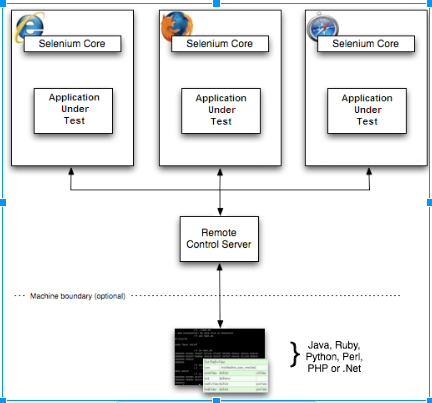 Selenium Core
Selenium Core
Selenium Core
Application
Under
Test
Application
Under
Test
Application
Under
Test
Remote
Control Server
Machine boundary (optional)
Java, Ruby,
Python, Perl,
PHP or .Net